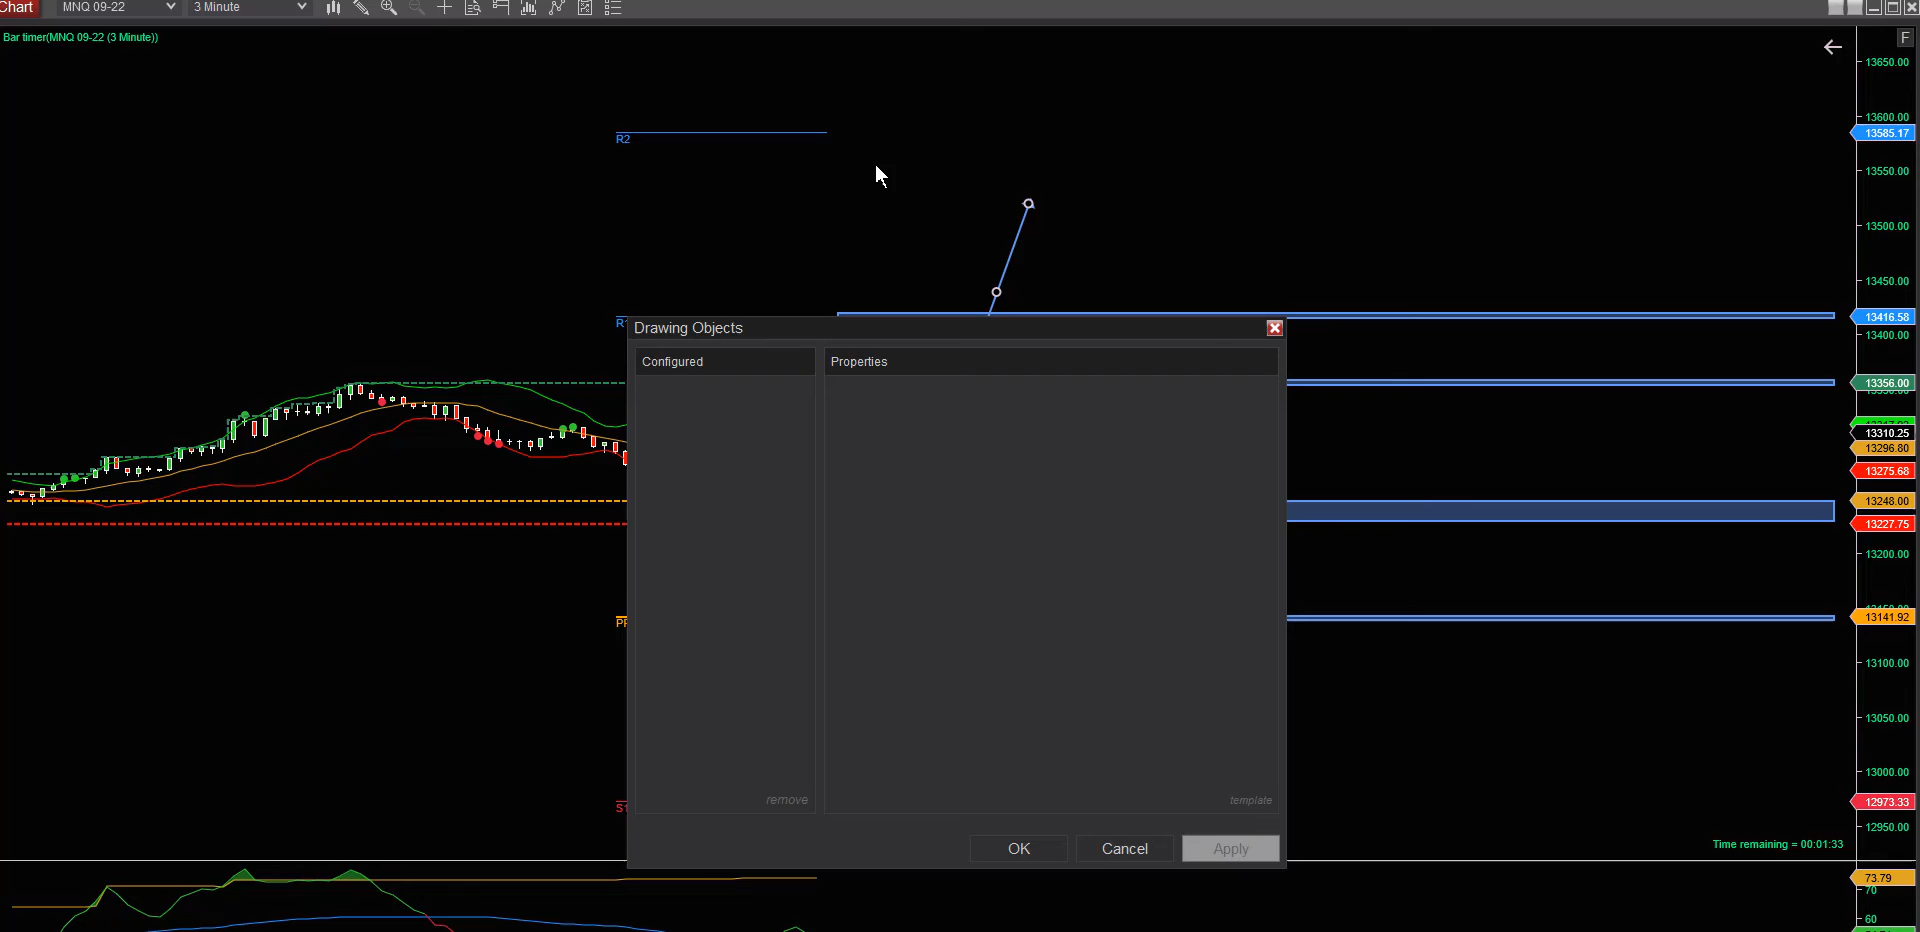 Chart MNQ 09-22 3 Minute
Bar timer(MNQ 09-22 (3 Minute))
F
13650.00
13600.00
R2
13585.17
13550.00
13500.00
13450.00
R1
13416.58
Drawing Objects
13400.00
Configured Properties
13356.00
13310.25
13296.80
13275.68
13248.00
13227.75
13200.00
PP
13141.92
13100.00
13050.00
13000.00
remove template
S1
12973.33
12950.00
OK Cancel Apply
Time remaining = 00:01:33
73.79
70
60